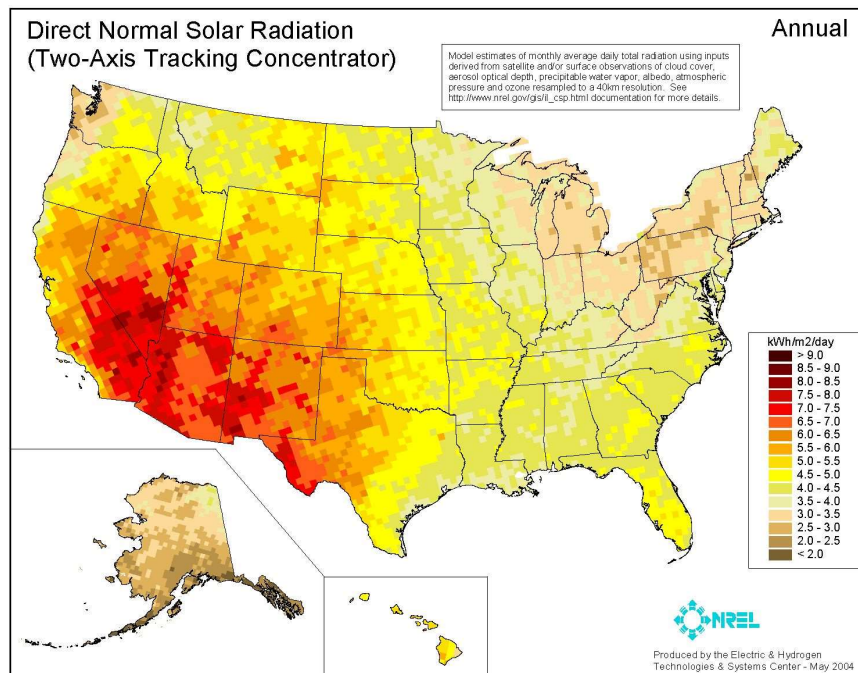 Direct Normal Solar Radiation
(Two-Axis Tracking Concentrator)
Annual
Model estimates of monthly average daily total radiation using inputs
derived from satellite and/or surface observations of cloud cover,
aerosol optical depth, precipitable water vapor, albedo, atmospheric
pressure and ozone resampled to a 40km resolution. See
http://www.nrel.gov/gis/il_csp.html documentation for more details.
kWh/m2/day
> 9.0
8.5 - 9.0
8.0 - 8.5
7.5 - 8.0
7.0 - 7.5
6.5 - 7.0
6.0 - 6.5
5.5 - 6.0
5.0 - 5.5
4.5 - 5.0
4.0 - 4.5
3.5 - 4.0
3.0 - 3.5
2.5 - 3.0
2.0 - 2.5
< 2.0
NREL
Produced by the Electric & Hydrogen
Technologies & Systems Center - May 2004